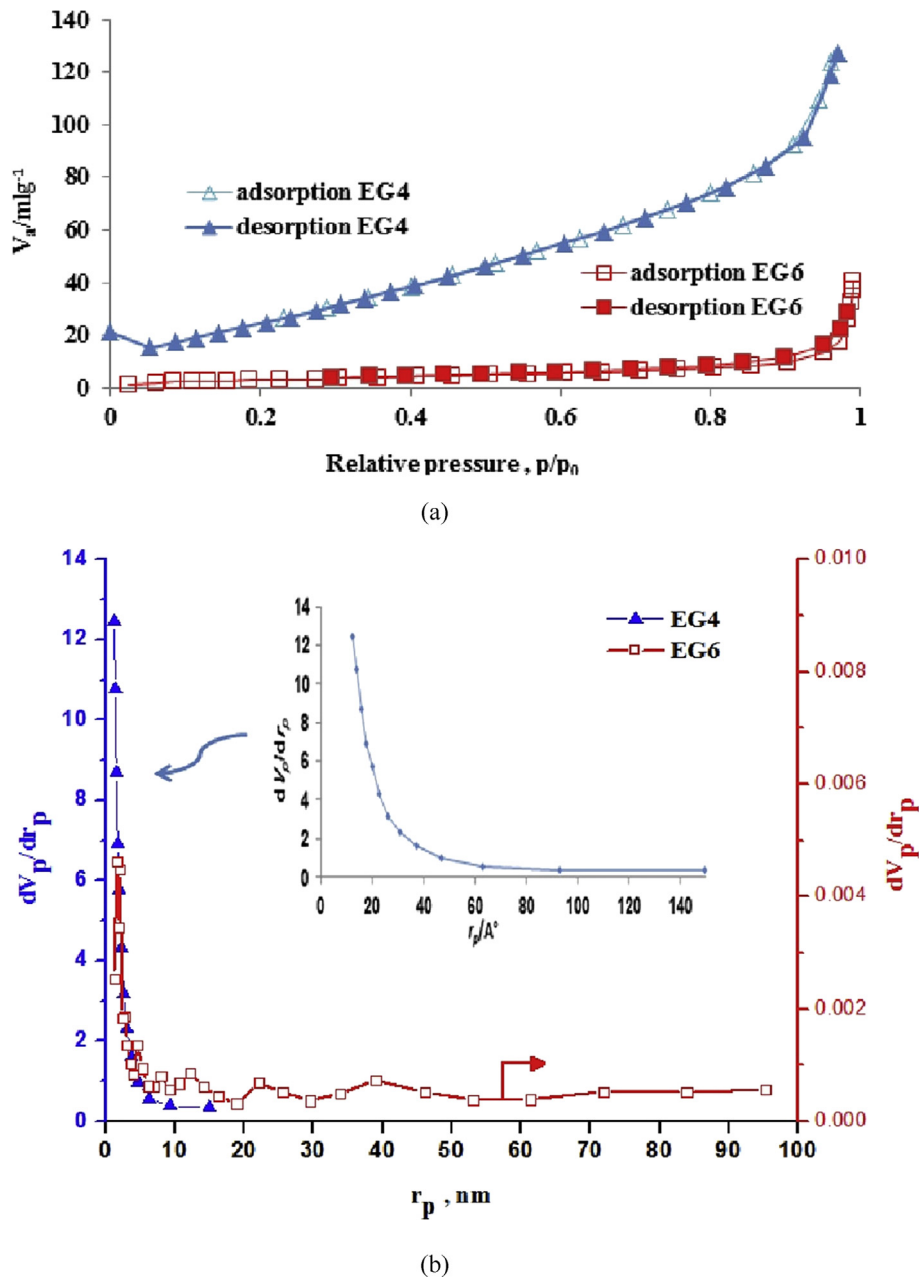 140
120
100
80
60
40
20
0
Vₐ/mlg⁻¹
adsorption EG4
desorption EG4
adsorption EG6
desorption EG6
0 0.2 0.4 0.6 0.8 1
Relative pressure , p/p₀
(a)
14
12
10
8
6
4
2
0
dVp/drp
14
12
10
8
6
4
2
0
dVp/drp
0 20 40 60 80 100 120 140
rp/A°
EG4
EG6
0.010
0.008
0.006
0.004
0.002
0.000
dVp/drp
0 10 20 30 40 50 60 70 80 90 100
rp , nm
(b)